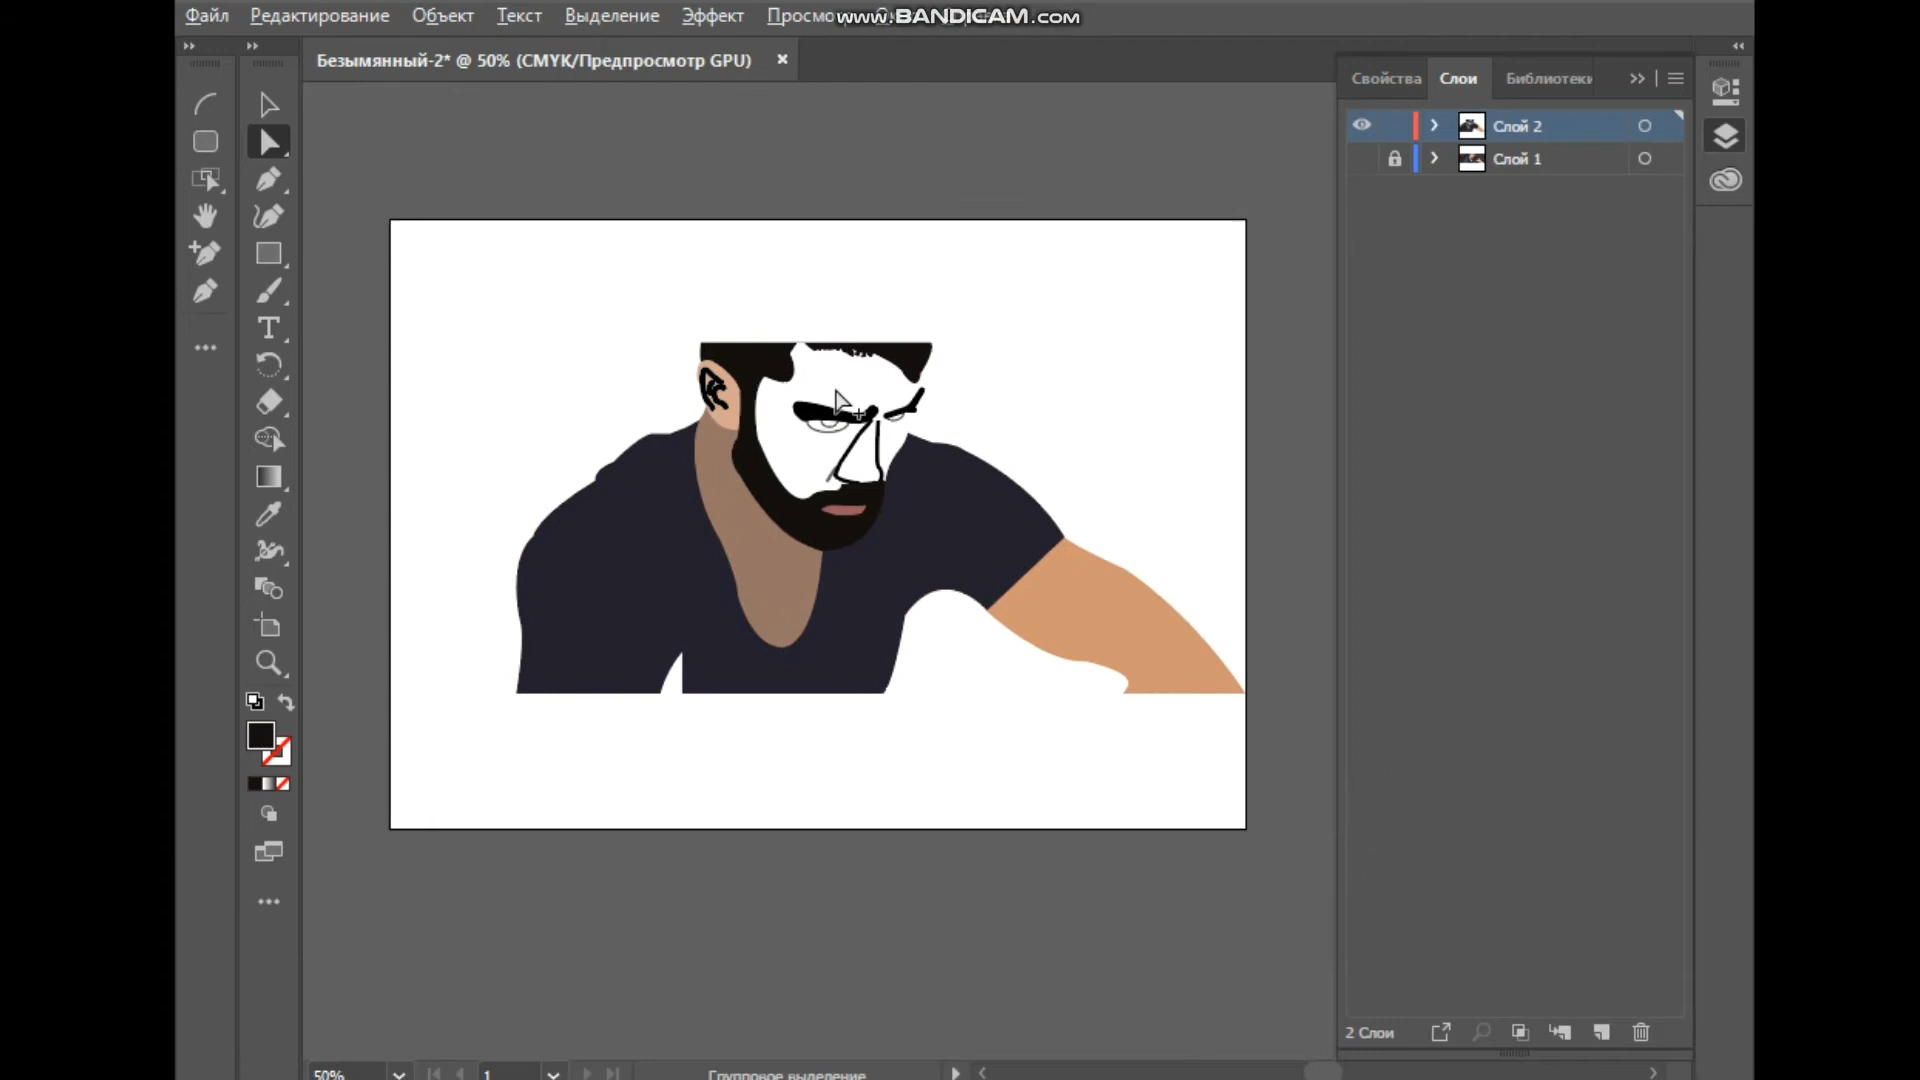 Файл Редактирование Объект Текст Выделение Эффект Просмо
www.BANDICAM.com
Безымянный-2* @ 50% (CMYK/Предпросмотр GPU) ×
Свойства Слои Библиотеки
Слой 2
Слой 1
2 Слои
50% 1 Групповое выделение